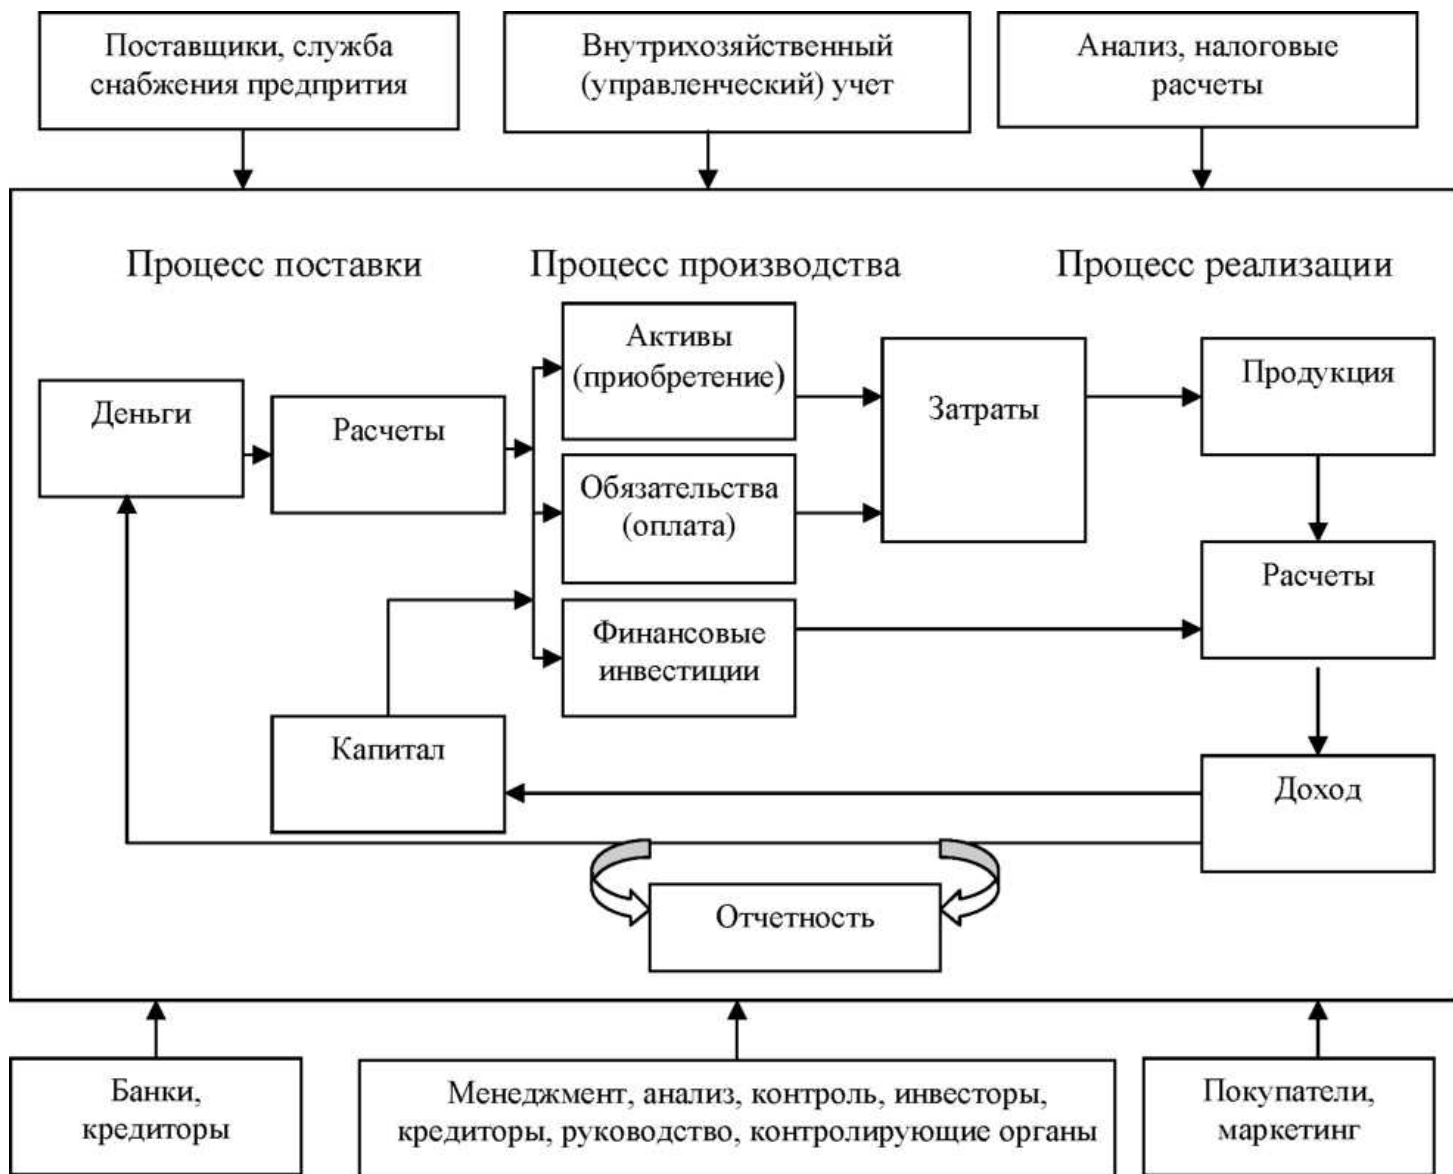 Поставщики, служба
снабжения предпрития
Внутрихозяйственный
(управленческий) учет
Анализ, налоговые
расчеты
Процесс поставки
Процесс производства
Процесс реализации
Деньги
Расчеты
Активы
(приобретение)
Обязательства
(оплата)
Финансовые
инвестиции
Затраты
Продукция
Расчеты
Капитал
Доход
Отчетность
Банки,
кредиторы
Менеджмент, анализ, контроль, инвесторы,
кредиторы, руководство, контролирующие органы
Покупатели,
маркетинг